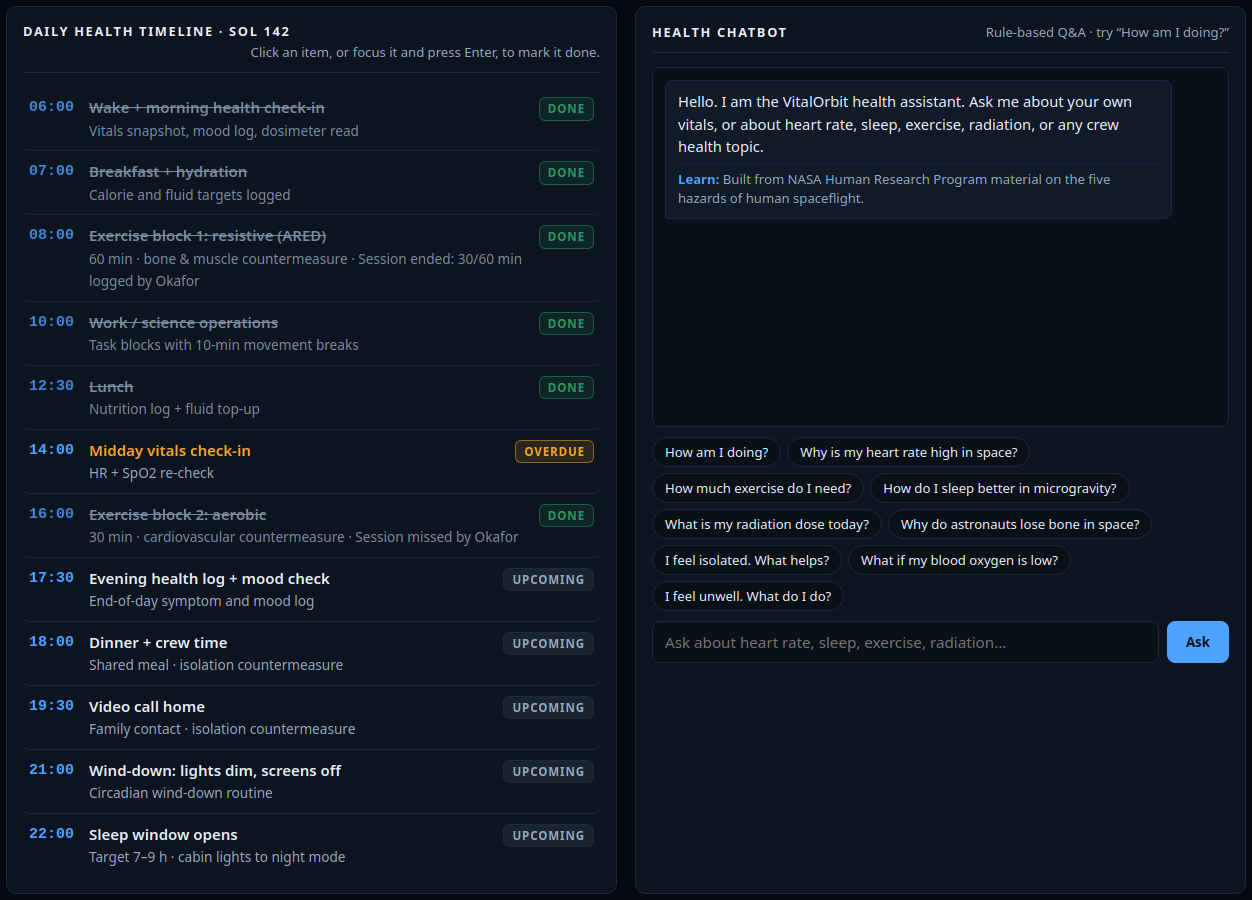 DAILY HEALTH TIMELINE · SOL 142
Click an item, or focus it and press Enter, to mark it done.
06:00 Wake + morning health check-in DONE
Vitals snapshot, mood log, dosimeter read
07:00 Breakfast + hydration DONE
Calorie and fluid targets logged
08:00 Exercise block 1: resistive (ARED) DONE
60 min · bone & muscle countermeasure · Session ended: 30/60 min
logged by Okafor
10:00 Work / science operations DONE
Task blocks with 10-min movement breaks
12:30 Lunch DONE
Nutrition log + fluid top-up
14:00 Midday vitals check-in OVERDUE
HR + SpO2 re-check
16:00 Exercise block 2: aerobic DONE
30 min · cardiovascular countermeasure · Session missed by Okafor
17:30 Evening health log + mood check UPCOMING
End-of-day symptom and mood log
18:00 Dinner + crew time UPCOMING
Shared meal · isolation countermeasure
19:30 Video call home UPCOMING
Family contact · isolation countermeasure
21:00 Wind-down: lights dim, screens off UPCOMING
Circadian wind-down routine
22:00 Sleep window opens UPCOMING
Target 7–9 h · cabin lights to night mode
HEALTH CHATBOT
Rule-based Q&A · try “How am I doing?”
Hello. I am the VitalOrbit health assistant. Ask me about your own
vitals, or about heart rate, sleep, exercise, radiation, or any crew
health topic.
Learn: Built from NASA Human Research Program material on the five
hazards of human spaceflight.
How am I doing? Why is my heart rate high in space?
How much exercise do I need? How do I sleep better in microgravity?
What is my radiation dose today? Why do astronauts lose bone in space?
I feel isolated. What helps? What if my blood oxygen is low?
I feel unwell. What do I do?
Ask about heart rate, sleep, exercise, radiation... Ask